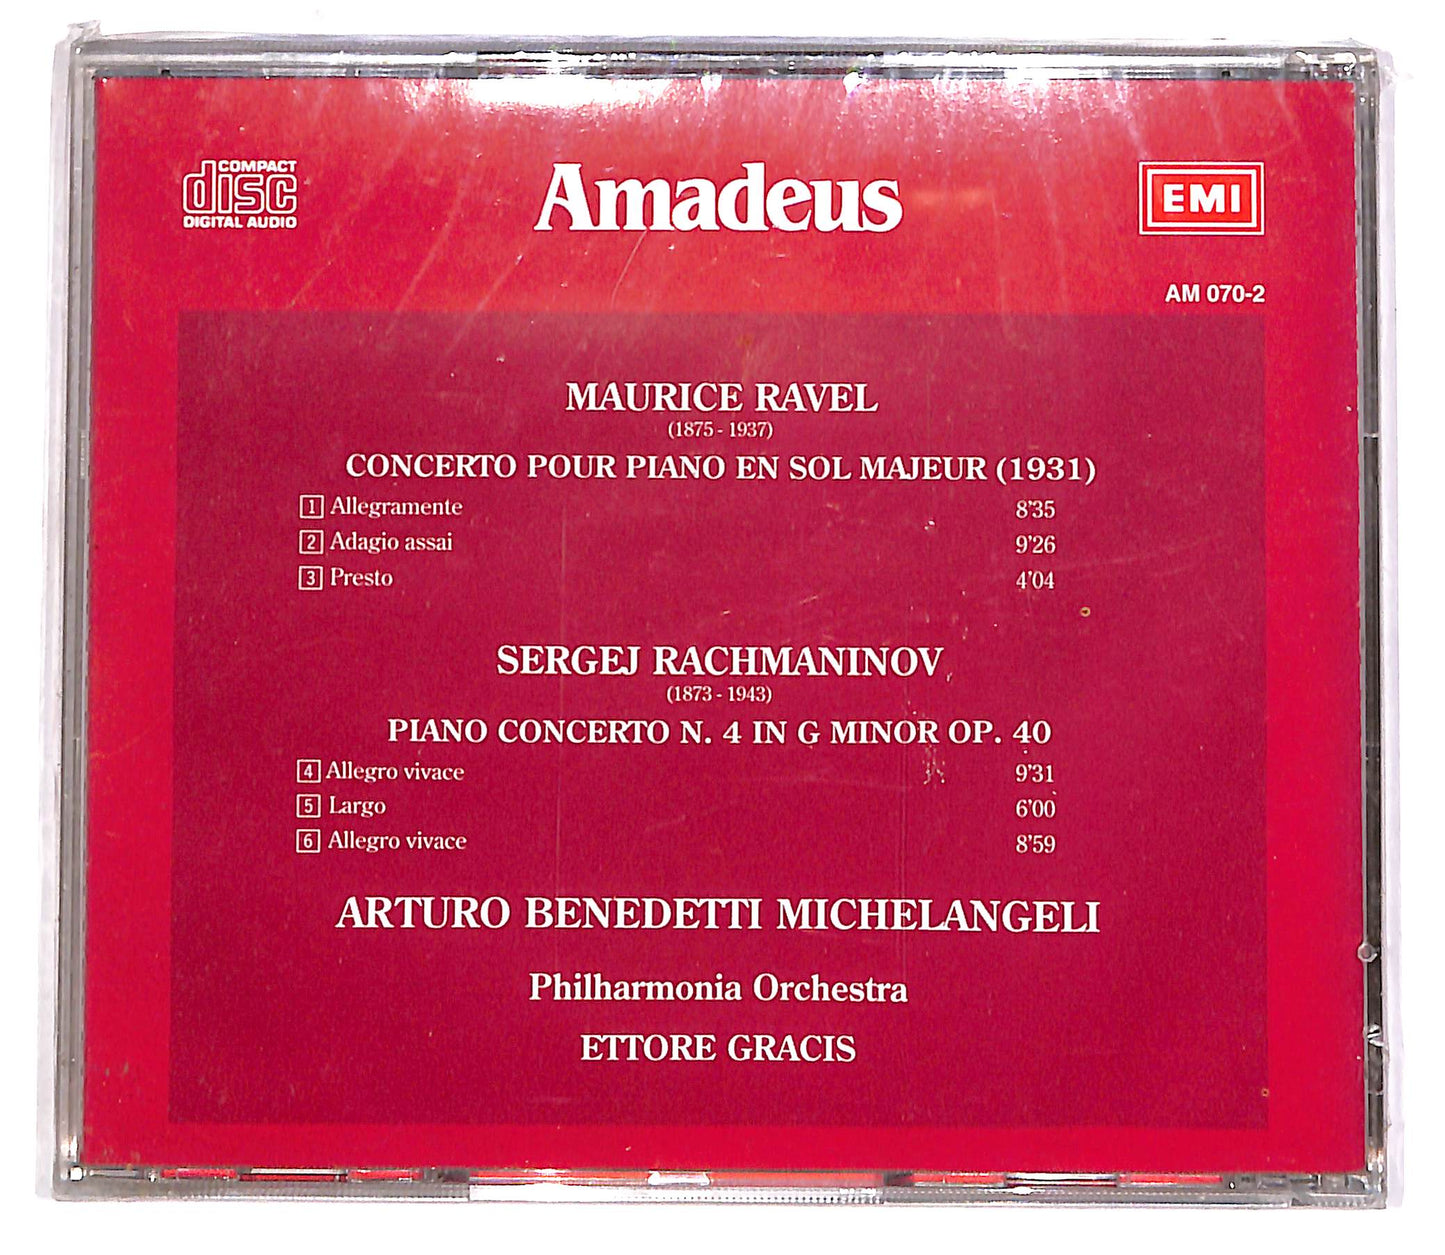 COMPACT
disc
DIGITAL AUDIO
Amadeus
EMI
AM 070-2
MAURICE RAVEL
(1875 - 1937)
CONCERTO POUR PIANO EN SOL MAJEUR (1931)
1 Allegramente 8'35
2 Adagio assai 9'26
3 Presto 4'04
SERGEJ RACHMANINOV
(1873 - 1943)
PIANO CONCERTO N. 4 IN G MINOR OP. 40
4 Allegro vivace 9'31
5 Largo 6'00
6 Allegro vivace 8'59
ARTURO BENEDETTI MICHELANGELI
Philharmonia Orchestra
ETTORE GRACIS